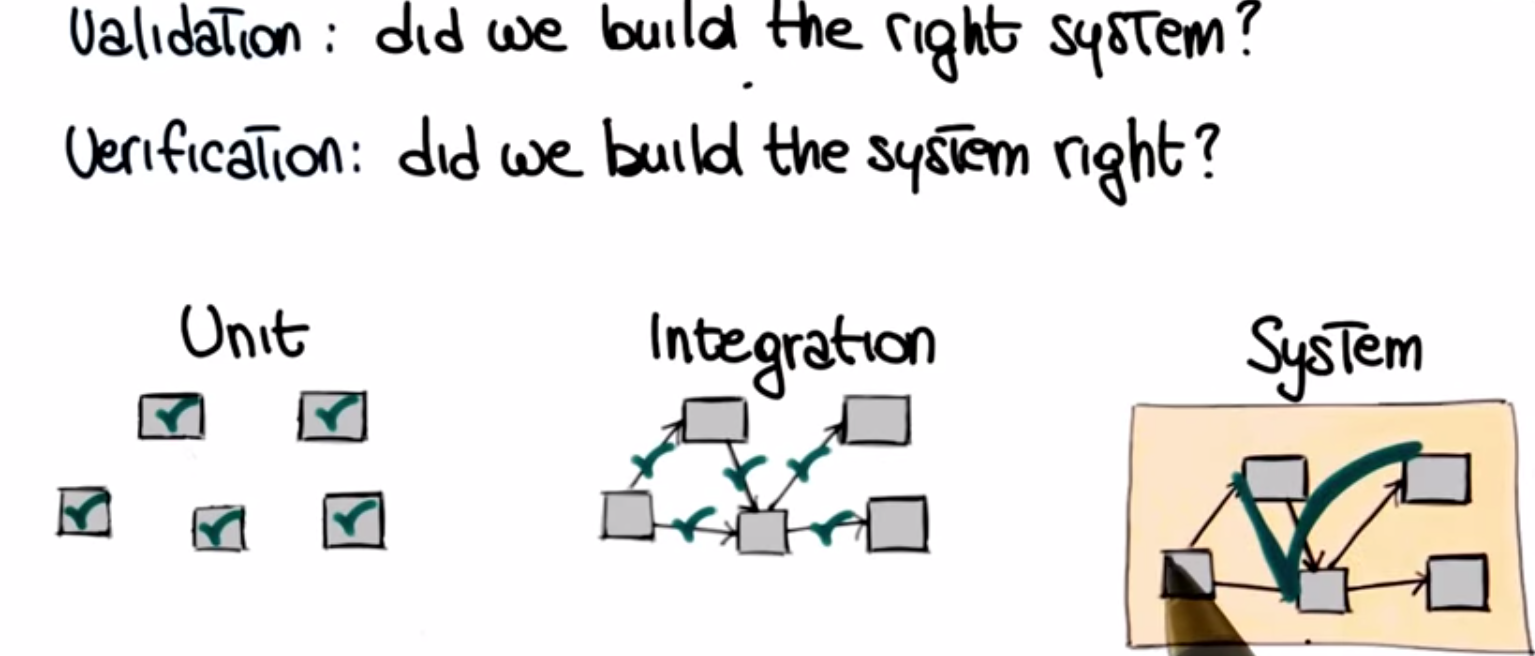 Validation: did we build the right system?
Verification: did we build the system right?
Unit
Integration
System